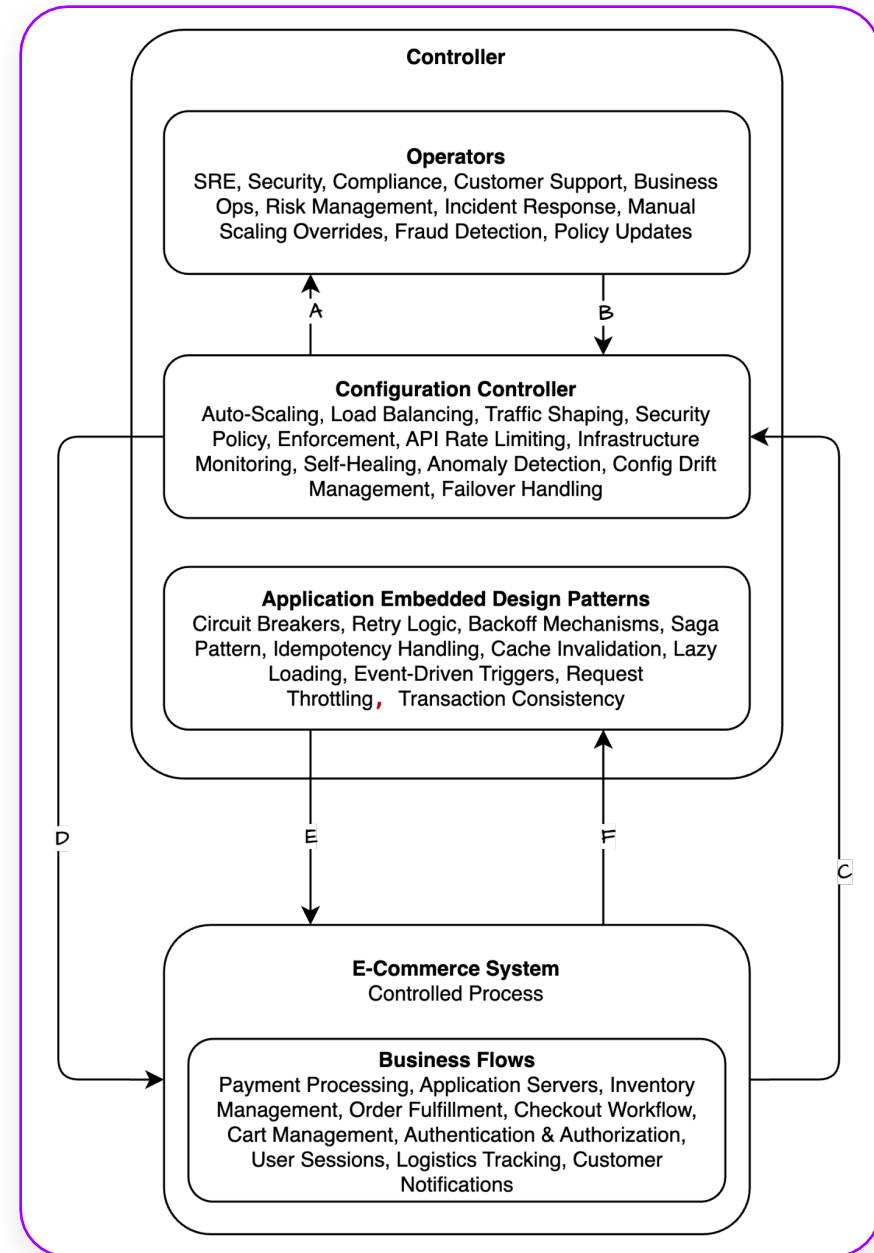 Controller
Operators
SRE, Security, Compliance, Customer Support, Business
Ops, Risk Management, Incident Response, Manual
Scaling Overrides, Fraud Detection, Policy Updates
A
B
Configuration Controller
Auto-Scaling, Load Balancing, Traffic Shaping, Security
Policy, Enforcement, API Rate Limiting, Infrastructure
Monitoring, Self-Healing, Anomaly Detection, Config Drift
Management, Failover Handling
Application Embedded Design Patterns
Circuit Breakers, Retry Logic, Backoff Mechanisms, Saga
Pattern, Idempotency Handling, Cache Invalidation, Lazy
Loading, Event-Driven Triggers, Request
Throttling, Transaction Consistency
D
E
F
C
E-Commerce System
Controlled Process
Business Flows
Payment Processing, Application Servers, Inventory
Management, Order Fulfillment, Checkout Workflow,
Cart Management, Authentication & Authorization,
User Sessions, Logistics Tracking, Customer
Notifications